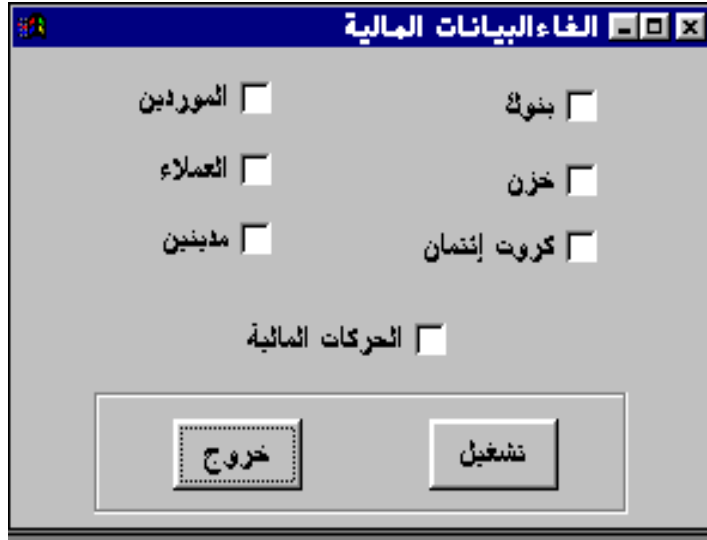 الغاءالبيانات المالية
بنوك
الموردين
خزن
العملاء
كروت إئتمان
مدينين
الحركات المالية
تشغيل
خروج